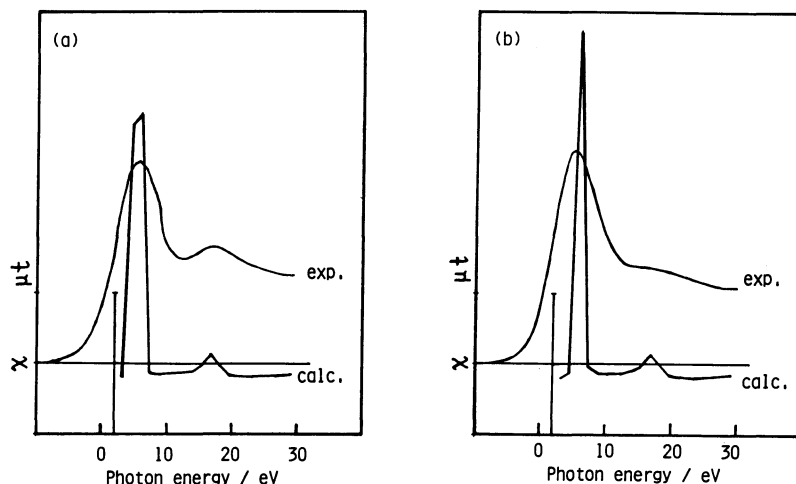 (a)
μt
χ
exp.
calc.
0 10 20 30
Photon energy / eV
(b)
μt
χ
exp.
calc.
0 10 20 30
Photon energy / eV